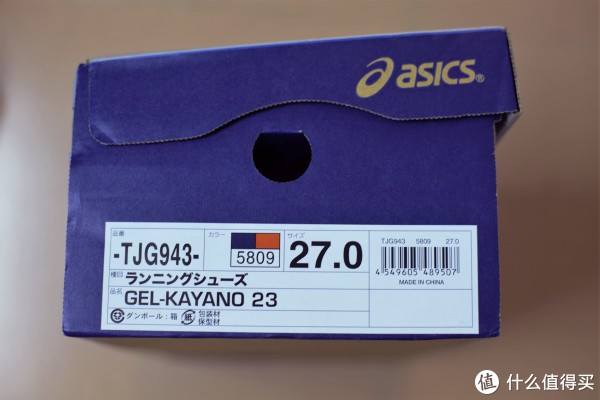 asics®
品番
-TJG943-
カラー
5809
サイズ
27.0
TJG943 5809 27.0
4 549605 489507
MADE IN CHINA
種目 ランニングシューズ
品名 GEL-KAYANO 23
ダンボール：箱 紙 包装材
保型材
值 什么值得买